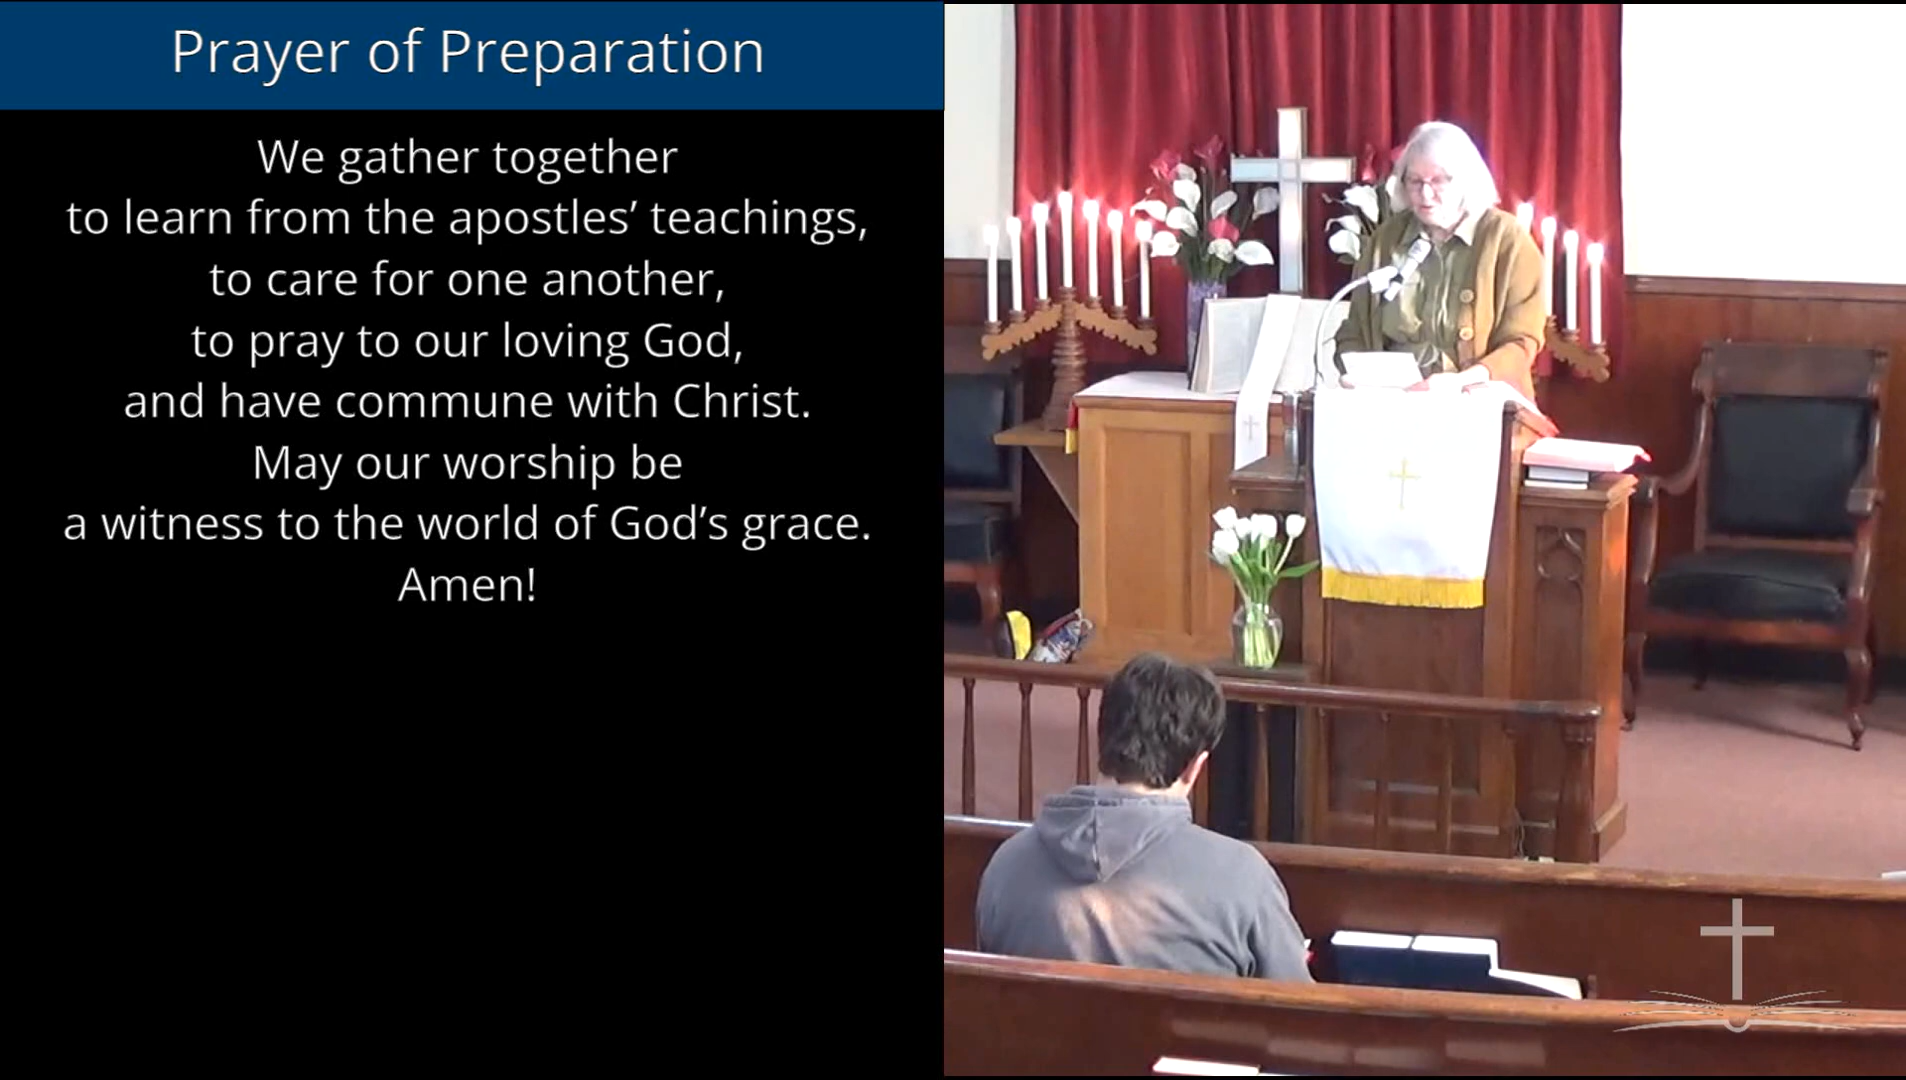 Prayer of Preparation
We gather together
to learn from the apostles’ teachings,
to care for one another,
to pray to our loving God,
and have commune with Christ.
May our worship be
a witness to the world of God’s grace.
Amen!